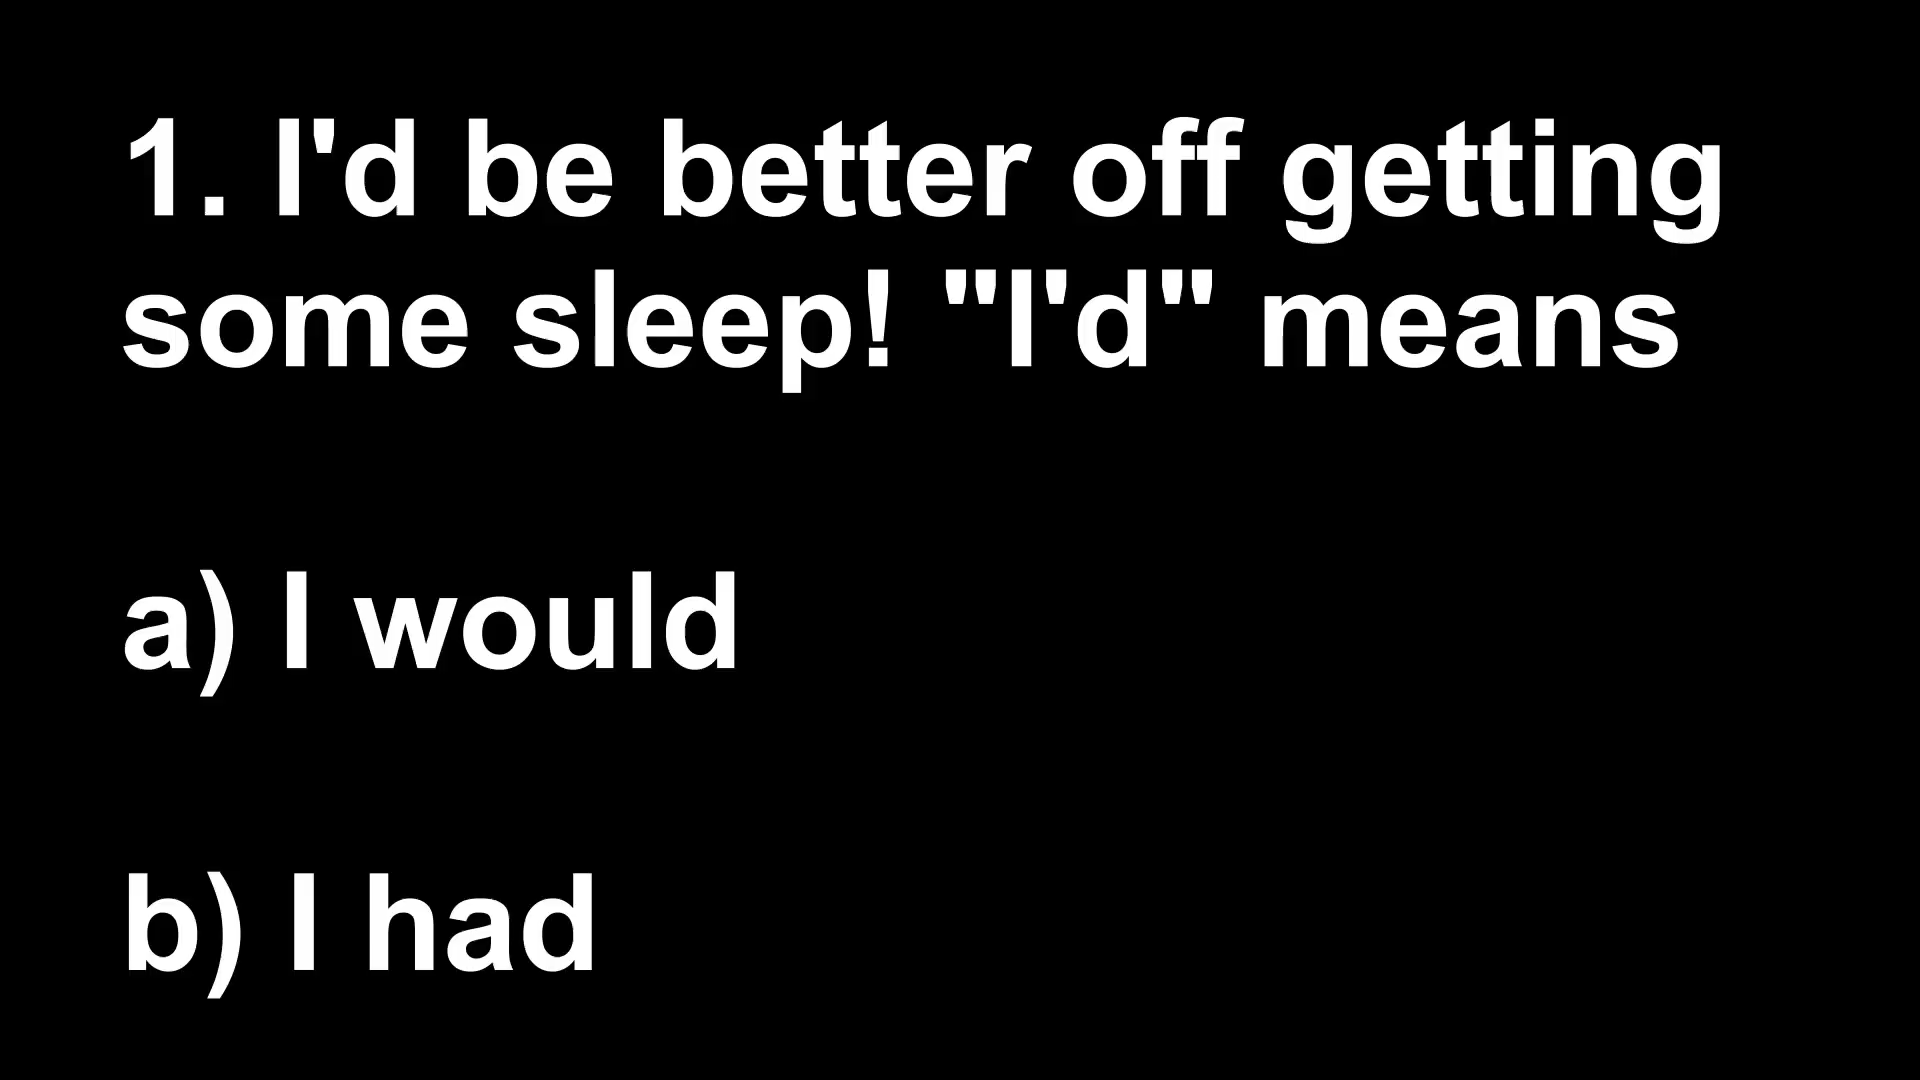 1. I'd be better off getting
some sleep! "I'd" means
a) I would
b) I had